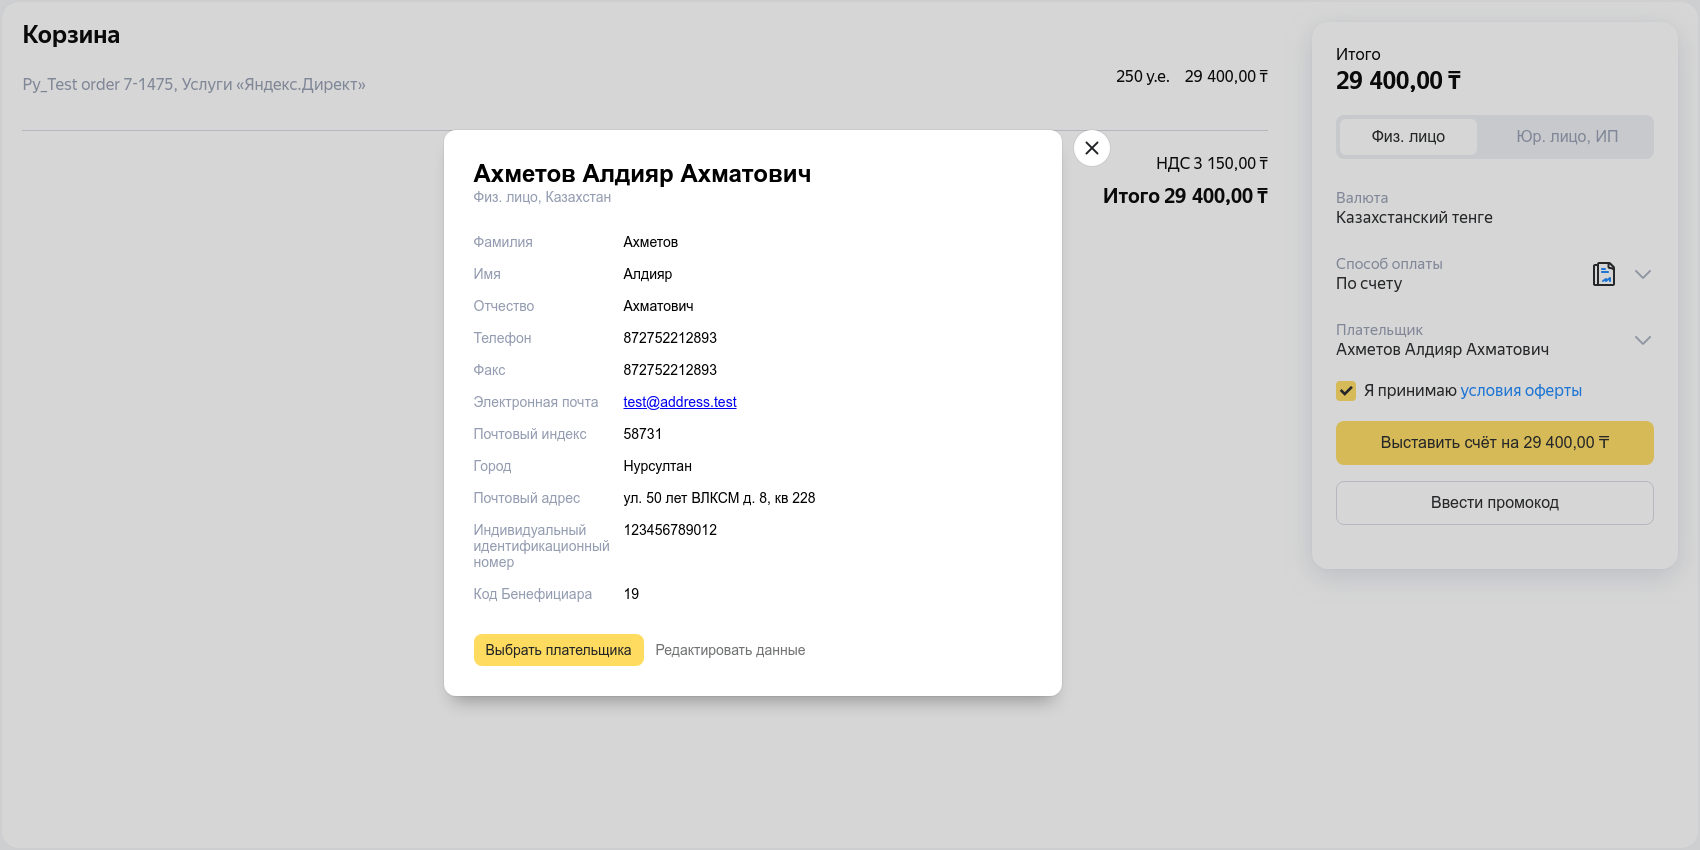 Корзина
Py_Test order 7-1475, Услуги «Яндекс.Директ»
250 у.е. 29 400,00 ₸
НДС 3 150,00 ₸
Итого 29 400,00 ₸
Ахметов Алдияр Ахматович
Физ. лицо, Казахстан
Фамилия Ахметов
Имя Алдияр
Отчество Ахматович
Телефон 872752212893
Факс 872752212893
Электронная почта test@address.test
Почтовый индекс 58731
Город Нурсултан
Почтовый адрес ул. 50 лет ВЛКСМ д. 8, кв 228
Индивидуальный 123456789012
идентификационный
номер
Код Бенефициара 19
Выбрать плательщика Редактировать данные
Итого
29 400,00 ₸
Физ. лицо Юр. лицо, ИП
Валюта
Казахстанский тенге
Способ оплаты
По счету
Плательщик
Ахметов Алдияр Ахматович
Я принимаю условия оферты
Выставить счёт на 29 400,00 ₸
Ввести промокод